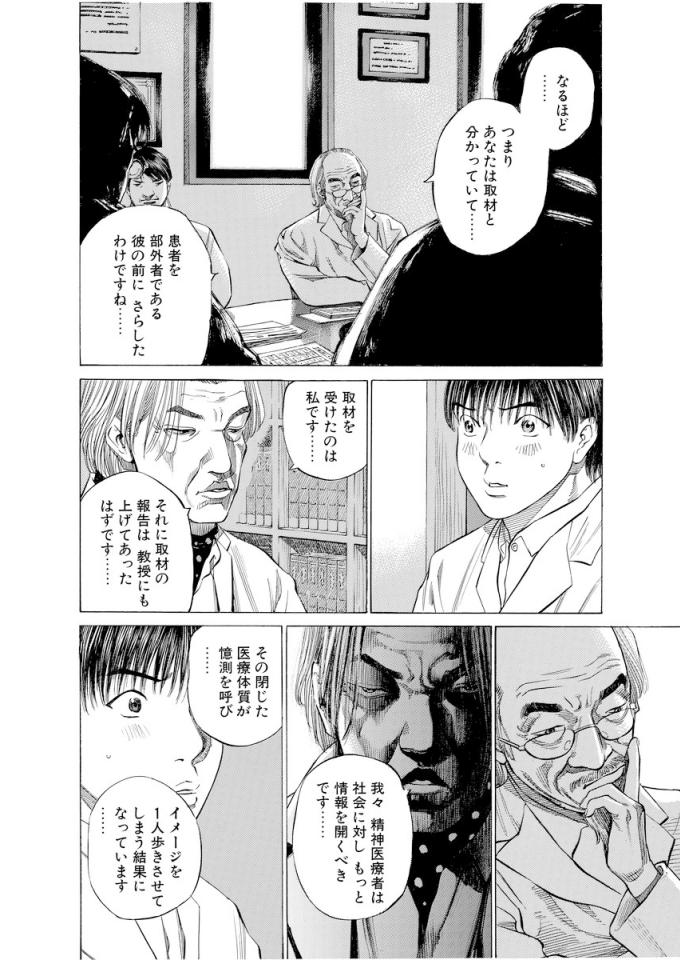 なるほど
……
つまり
あなたは取材と
分かっていて……
患者を
部外者である
彼の前に さらした
わけですね……
取材を
受けたのは
私です……
それに取材の
報告は 教授にも
上げてあった
はずです……
我々 精神医療者は
社会に対し もっと
情報を開くべき
です……
その閉じた
医療体質が
憶測を呼び
……
イメージを
1人歩きさせて
しまう結果に
なっています